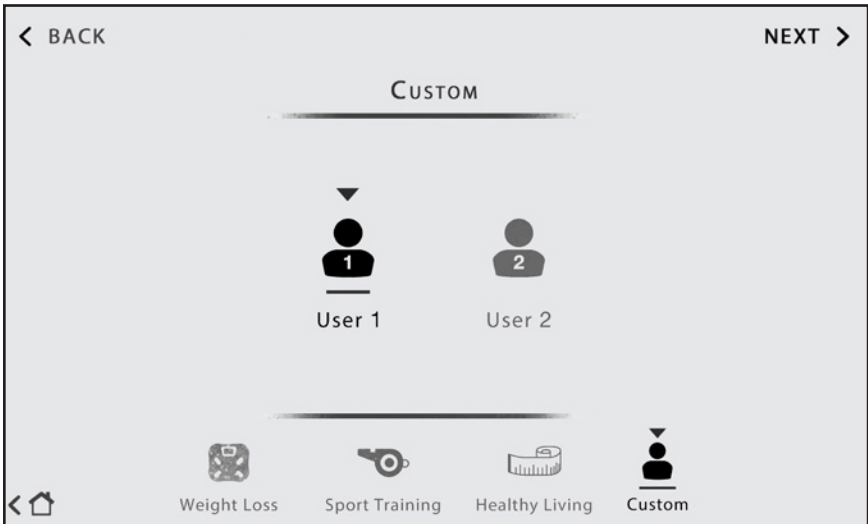 BACK
NEXT
CUSTOM
1
2
User 1
User 2
Weight Loss
Sport Training
Healthy Living
Custom